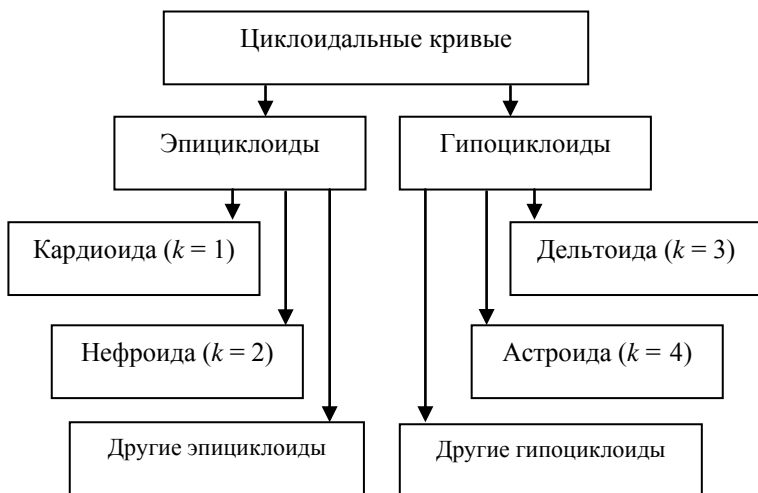 Циклоидальные кривые
Эпициклоиды
Гипоциклоиды
Кардиоида (k = 1)
Дельтоида (k = 3)
Нефроида (k = 2)
Астроида (k = 4)
Другие эпициклоиды
Другие гипоциклоиды